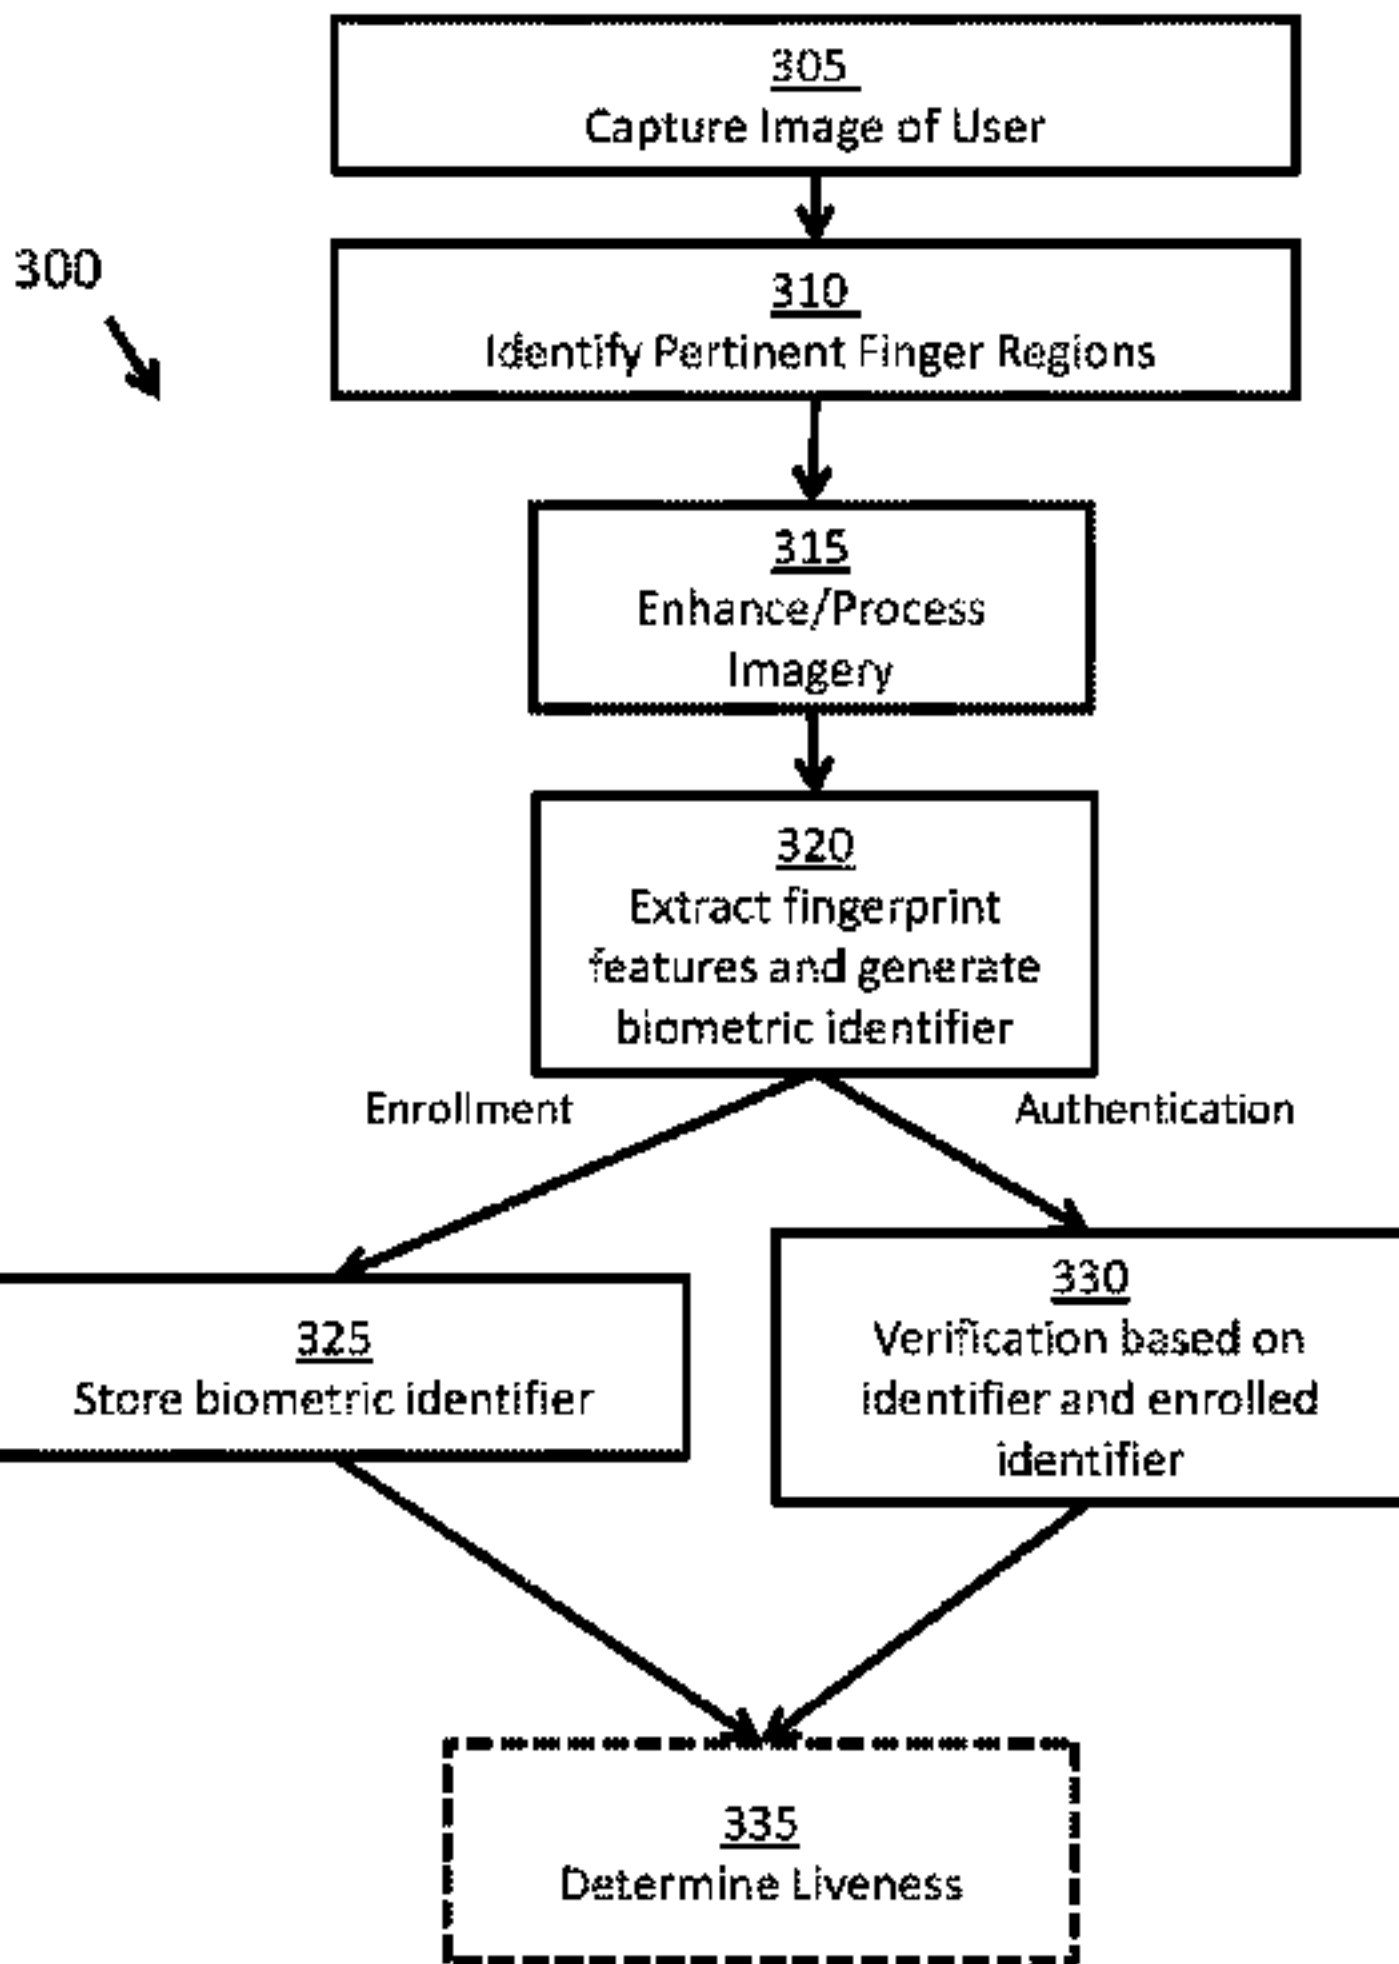 305
Capture Image of User
300
310
Identify Pertinent Finger Regions
315
Enhance/Process
Imagery
320
Extract fingerprint
features and generate
biometric identifier
Enrollment
Authentication
325
Store biometric identifier
330
Verification based on
identifier and enrolled
identifier
335
Determine Liveness